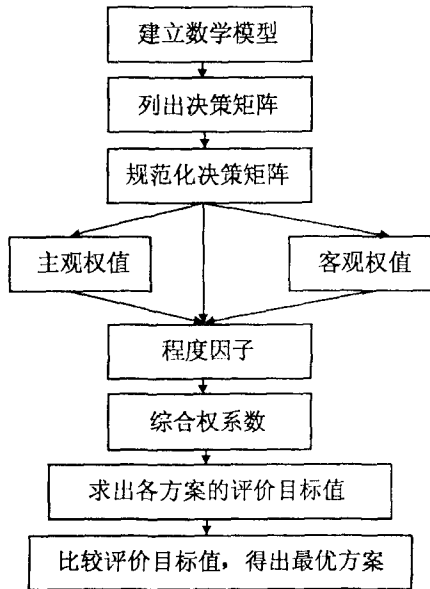 建立数学模型
列出决策矩阵
规范化决策矩阵
主观权值
客观权值
程度因子
综合权系数
求出各方案的评价目标值
比较评价目标值，得出最优方案